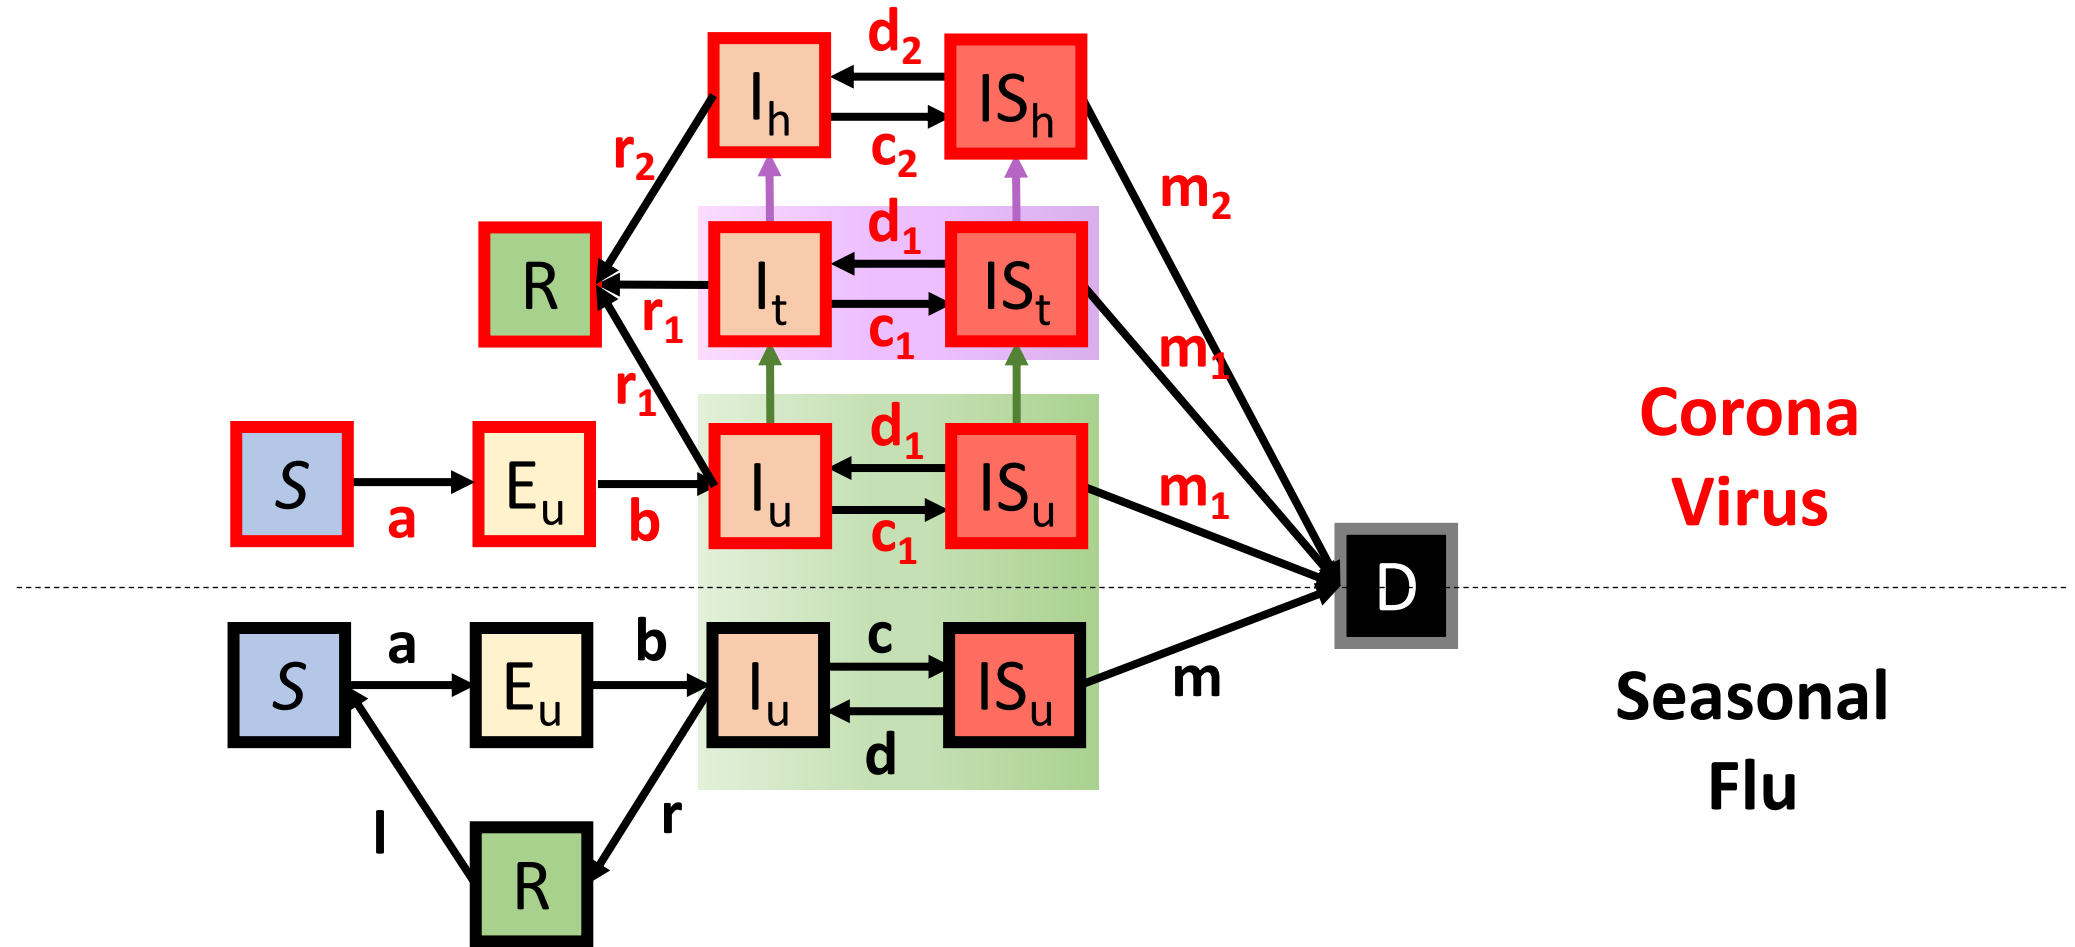 d2
Ih
ISh
c2
r2
m2
d1
R
It
ISt
r1
c1
m1
r1
d1
Corona
Virus
S
Eu
Iu
ISu
m1
a
b
c1
D
a
b
c
S
Eu
Iu
ISu
m
Seasonal
Flu
d
l
r
R